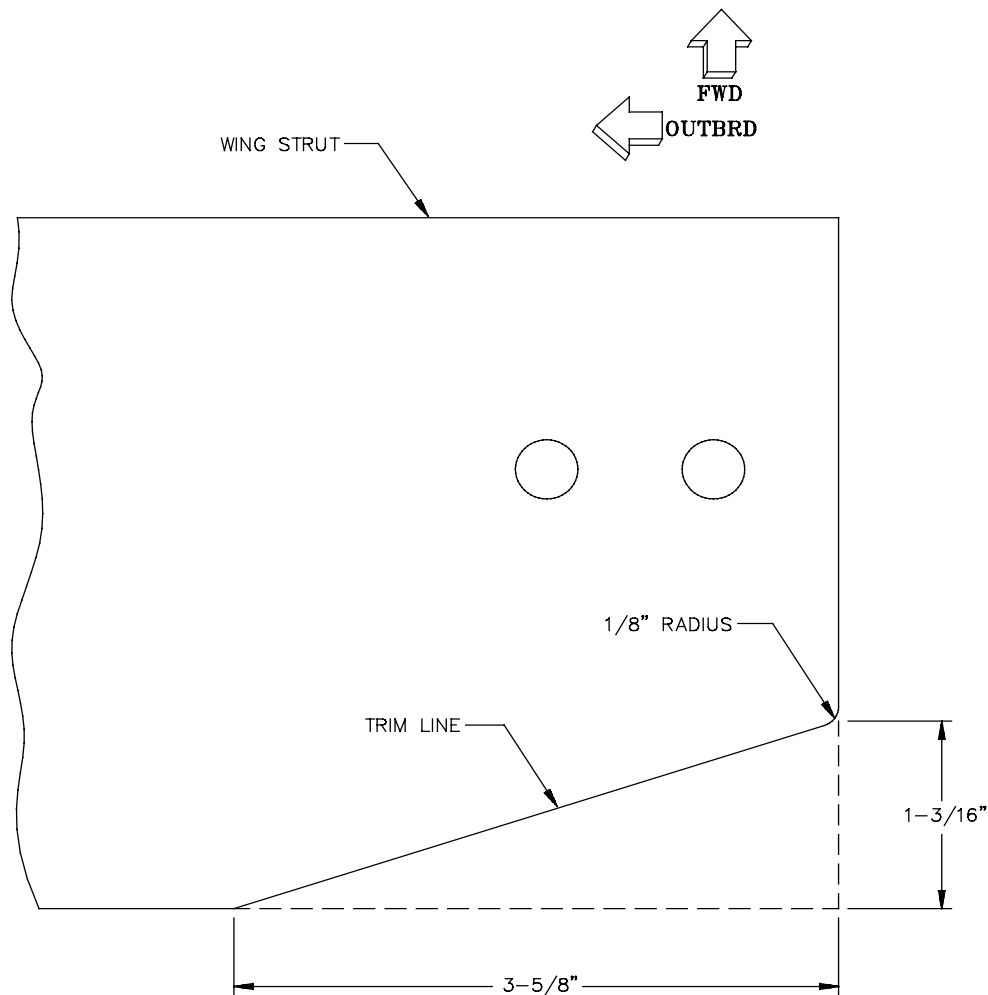 FWD
OUTBRD
WING STRUT
1/8" RADIUS
TRIM LINE
1-3/16"
3-5/8"